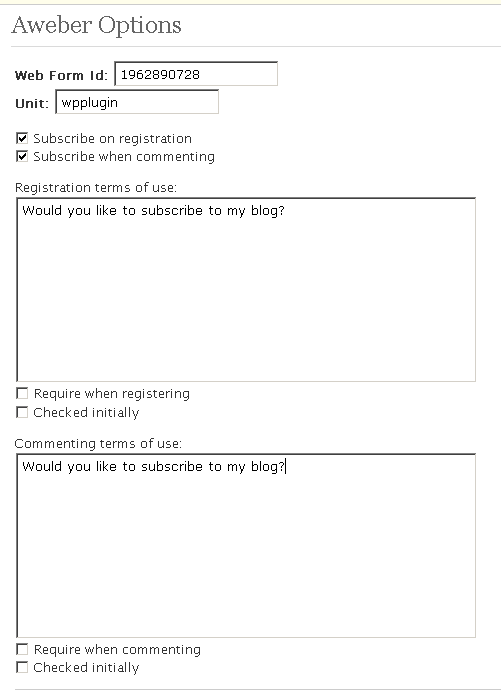 Aweber Options
Web Form Id: 1962890728
Unit: wpplugin
Subscribe on registration
Subscribe when commenting
Registration terms of use:
Would you like to subscribe to my blog?
Require when registering
Checked initially
Commenting terms of use:
Would you like to subscribe to my blog?
Require when commenting
Checked initially